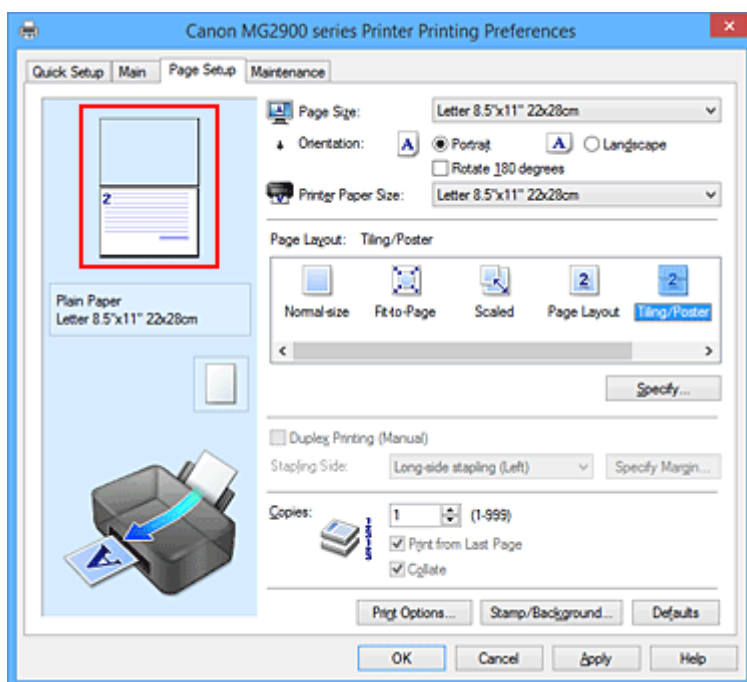 Canon MG2900 series Printer Printing Preferences
Quick Setup Main Page Setup Maintenance
Page Size: Letter 8.5"x11" 22x28cm
Orientation: A Portrait A Landscape
Rotate 180 degrees
Printer Paper Size: Letter 8.5"x11" 22x28cm
2
Page Layout: Tiling/Poster
2 2
Normal-size Fit-to-Page Scaled Page Layout Tiling/Poster
Plain Paper
Letter 8.5"x11" 22x28cm
Specify...
Duplex Printing (Manual)
Stapling Side: Long-side stapling (Left) Specify Margin...
Copies: 1 (1-999)
Print from Last Page
Collate
A
Print Options... Stamp/Background... Defaults
OK Cancel Apply Help